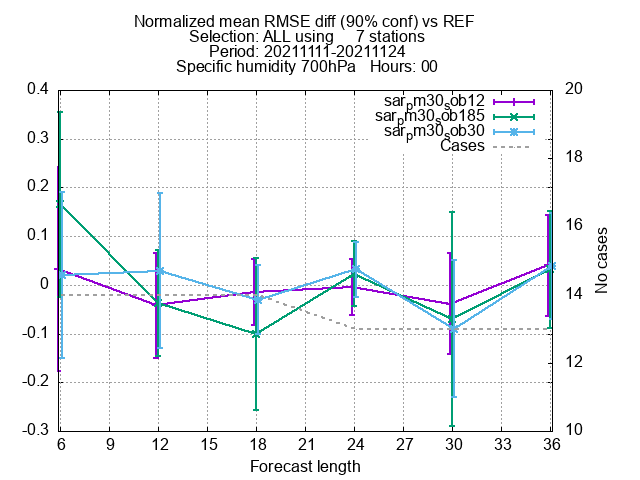 Normalized mean RMSE diff (90% conf) vs REF
Selection: ALL using 7 stations
Period: 20211111-20211124
Specific humidity 700hPa Hours: 00
sar_pm30_sob12
sar_pm30_sob185
sar_pm30_sob30
Cases
0.4
0.3
0.2
0.1
0
-0.1
-0.2
-0.3
20
18
16
14
12
10
No cases
6 9 12 15 18 21 24 27 30 33 36
Forecast length